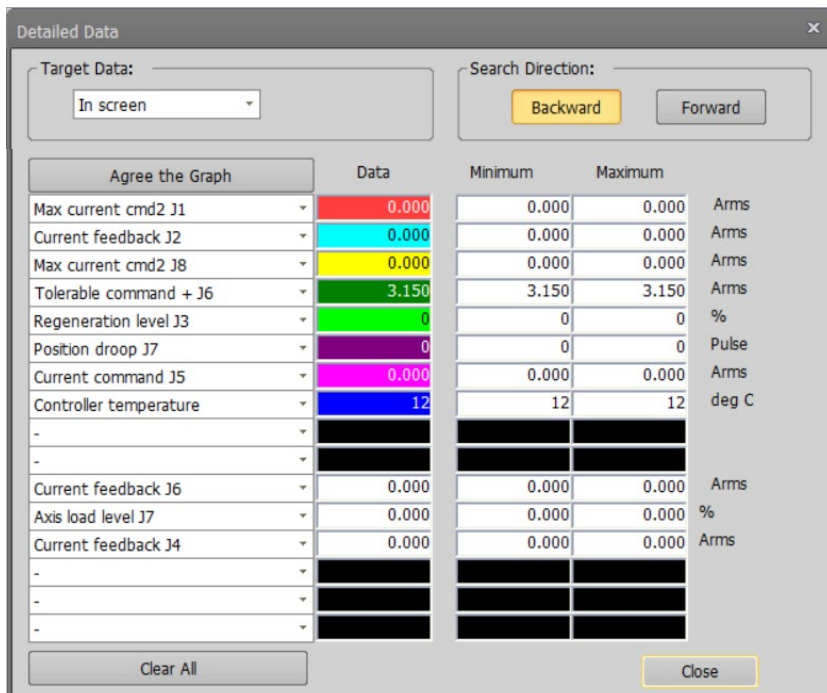 Detailed Data x
Target Data: Search Direction:
In screen Backward Forward
Agree the Graph Data Minimum Maximum
Max current cmd2 J1 0.000 0.000 0.000 Arms
Current feedback J2 0.000 0.000 0.000 Arms
Max current cmd2 J8 0.000 0.000 0.000 Arms
Tolerable command + J6 3.150 3.150 3.150 Arms
Regeneration level J3 0 0 0 %
Position droop J7 0 0 0 Pulse
Current command J5 0.000 0.000 0.000 Arms
Controller temperature 12 12 12 deg C
-
-
Current feedback J6 0.000 0.000 0.000 Arms
Axis load level J7 0.000 0.000 0.000 %
Current feedback J4 0.000 0.000 0.000 Arms
-
-
-
Clear All Close